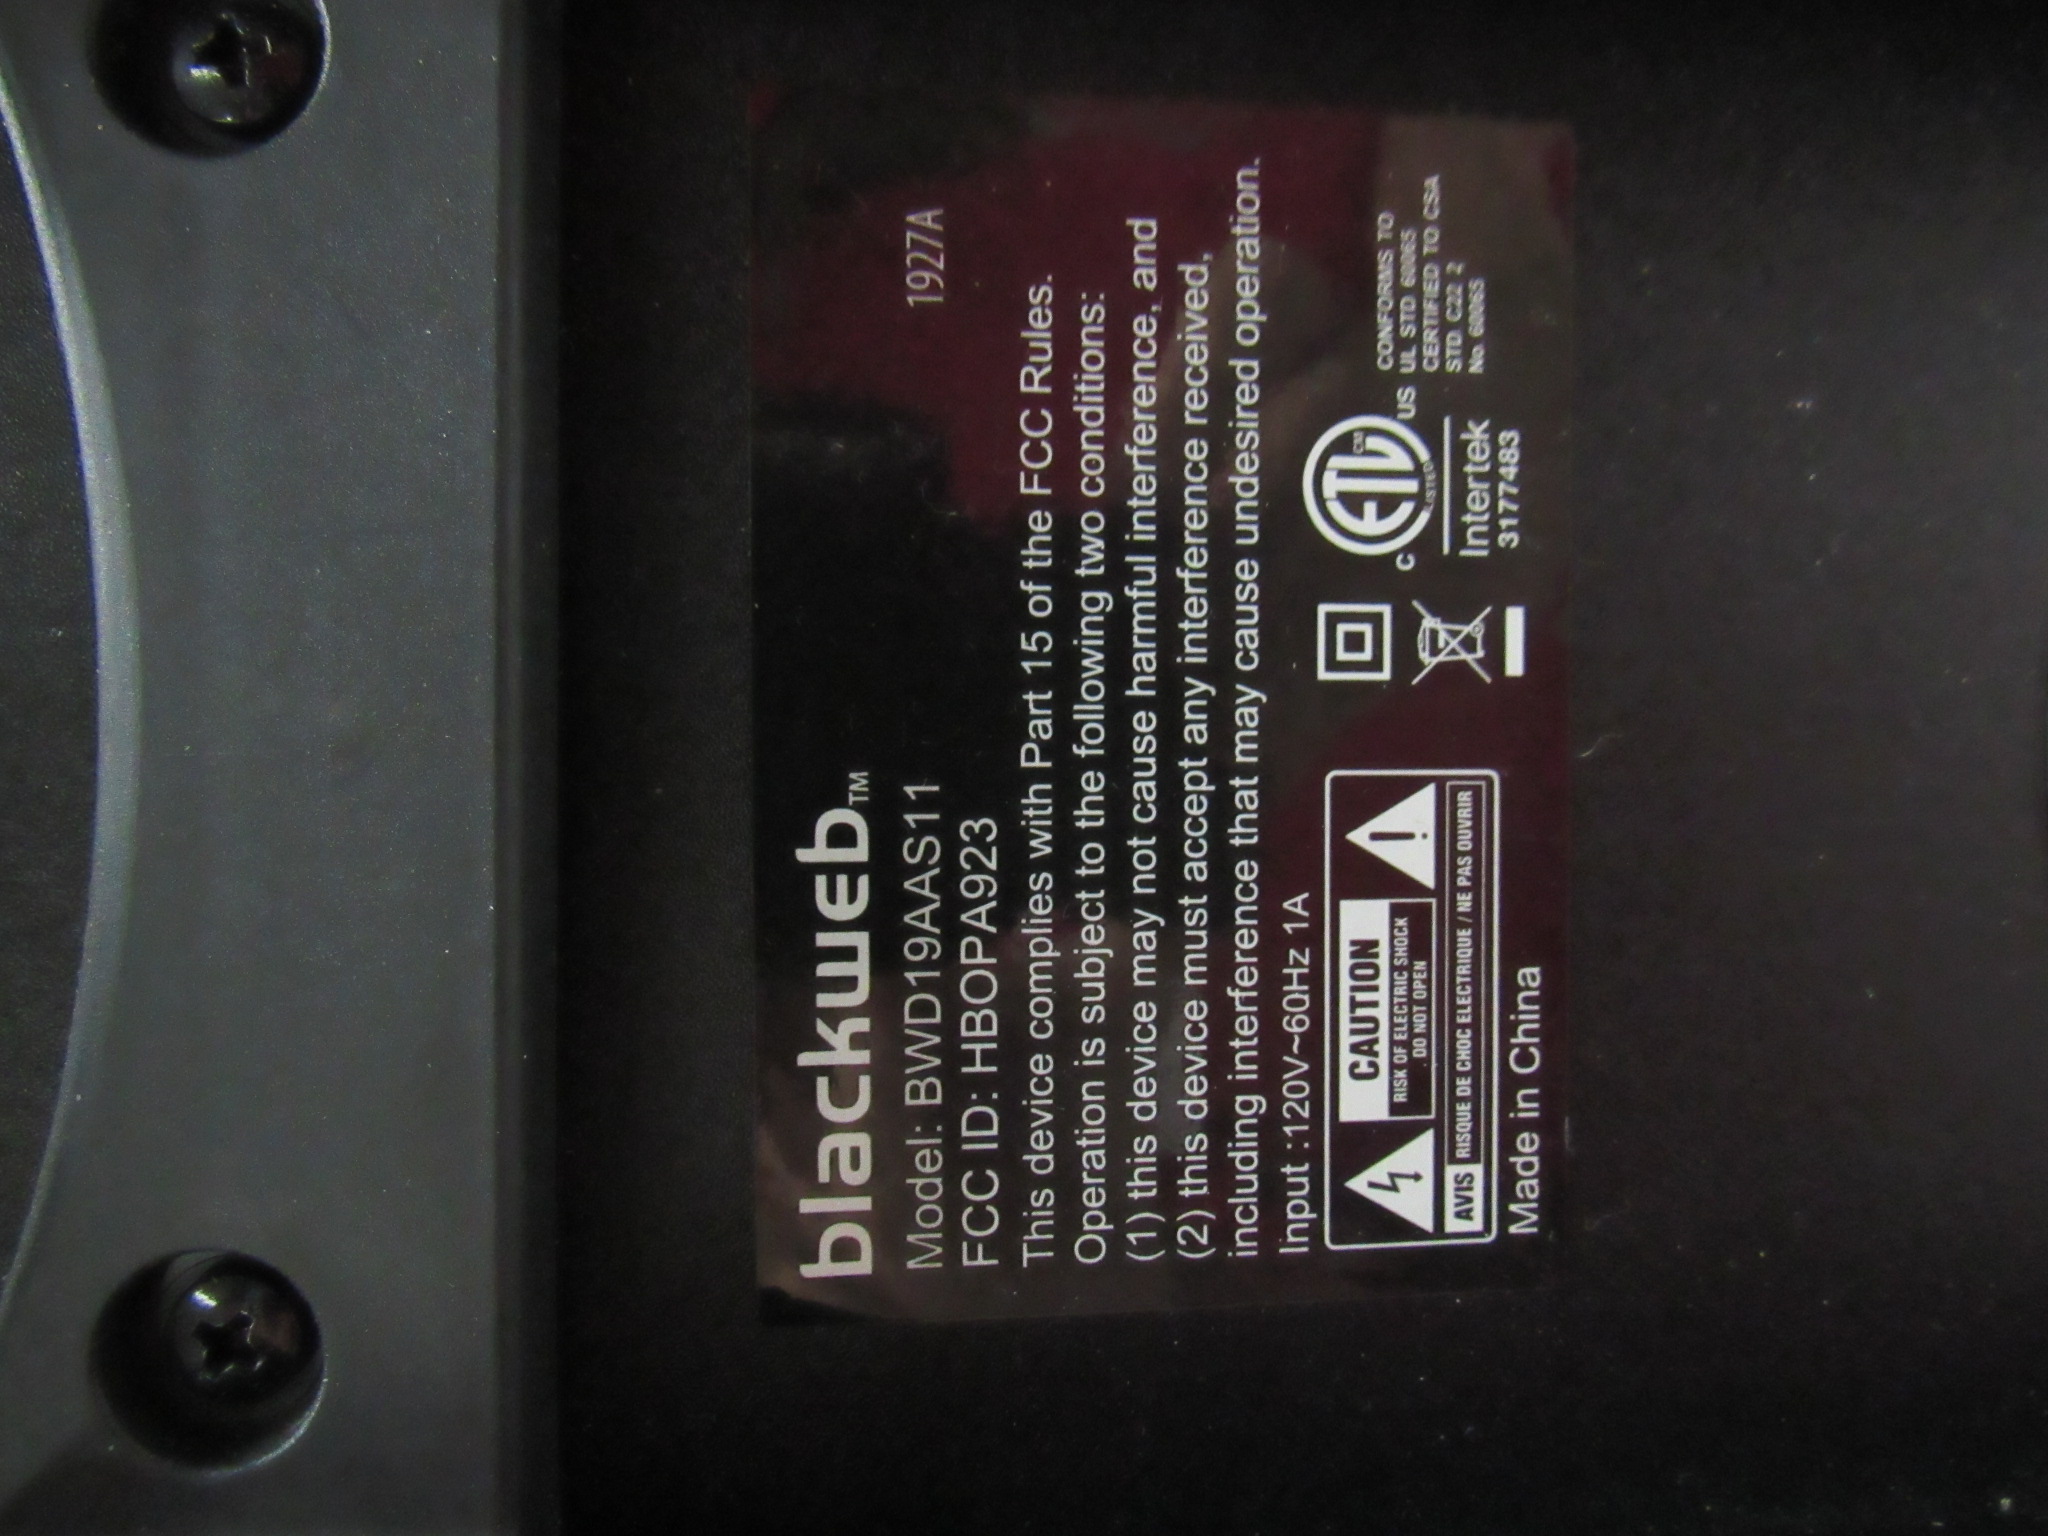 blackweb™
Model: BWD19AAS11 1927A
FCC ID: HBOPA923
This device complies with Part 15 of the FCC Rules.
Operation is subject to the following two conditions:
(1) this device may not cause harmful interference, and
(2) this device must accept any interference received,
including interference that may cause undesired operation.
Input :120V~60Hz 1A
CAUTION
RISK OF ELECTRIC SHOCK
DO NOT OPEN
AVIS RISQUE DE CHOC ELECTRIQUE / NE PAS OUVRIR
Made in China
ETL CM
LISTED
C US
Intertek
3177483
CONFORMS TO
UL STD 60065
CERTIFIED TO CSA
STD C22 2
No. 60065